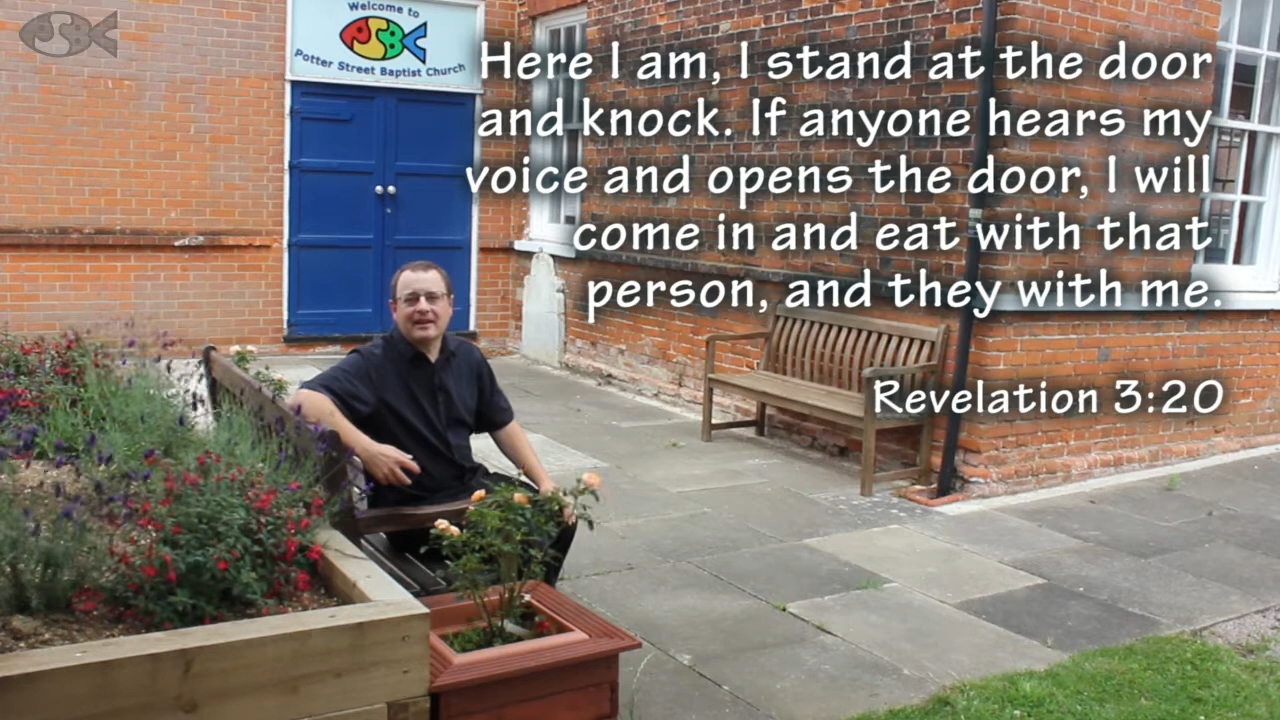 PSBC
Welcome to
PSBC
Potter Street Baptist Church
Here I am, I stand at the door
and knock. If anyone hears my
voice and opens the door, I will
come in and eat with that
person, and they with me.
Revelation 3:20